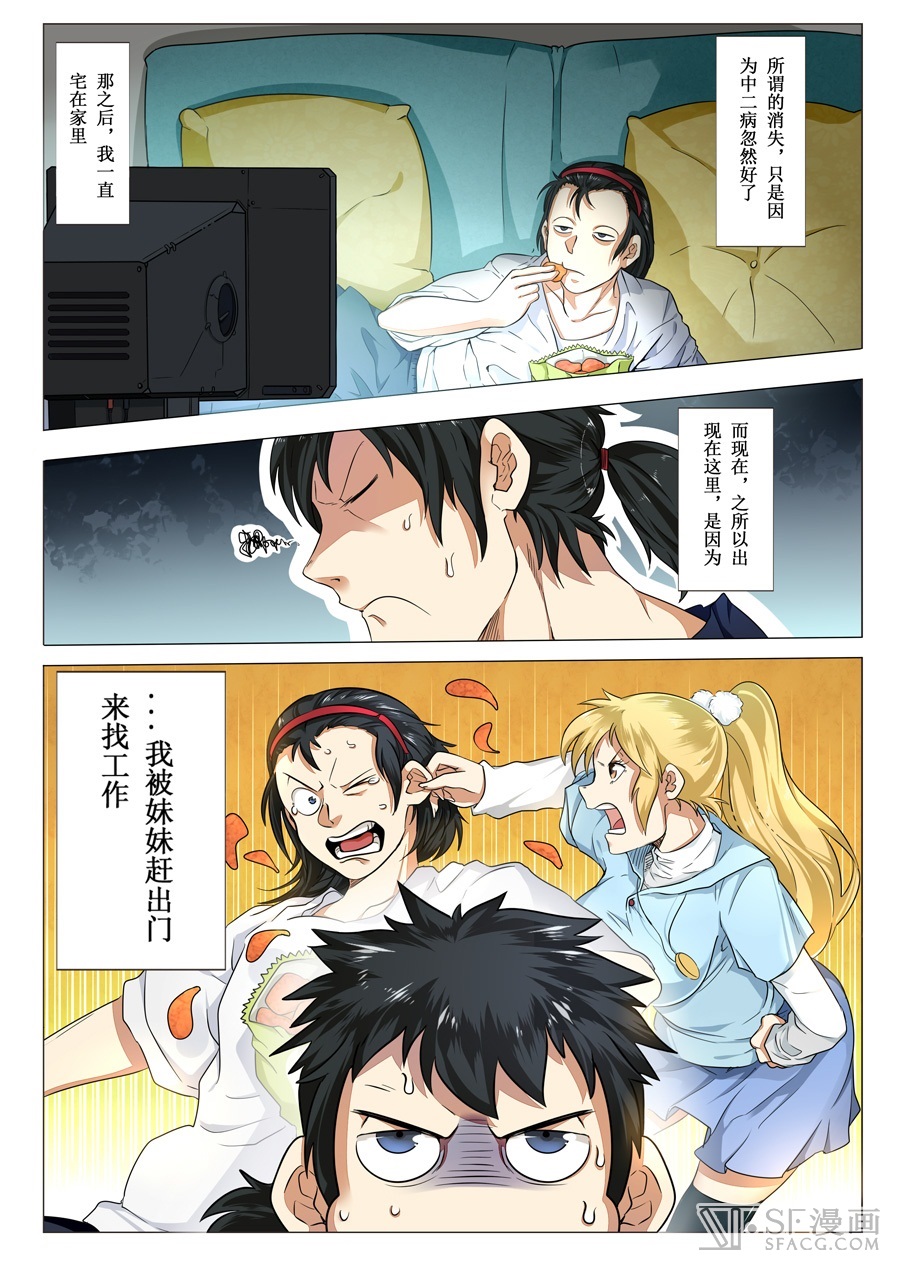 所谓的消失，只是因
为中二病忽然好了
那之后，我一直
宅在家里
而现在，之所以出
现在这里，是因为
...我被妹妹赶出门
来找工作
SF漫画
SFACG.COM